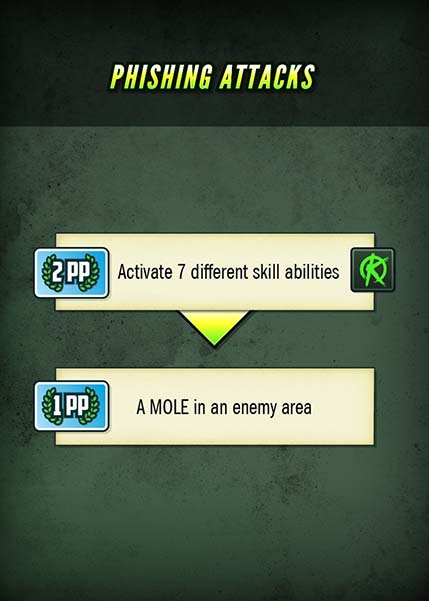 PHISHING ATTACKS
2 PP Activate 7 different skill abilities
1 PP A MOLE in an enemy area